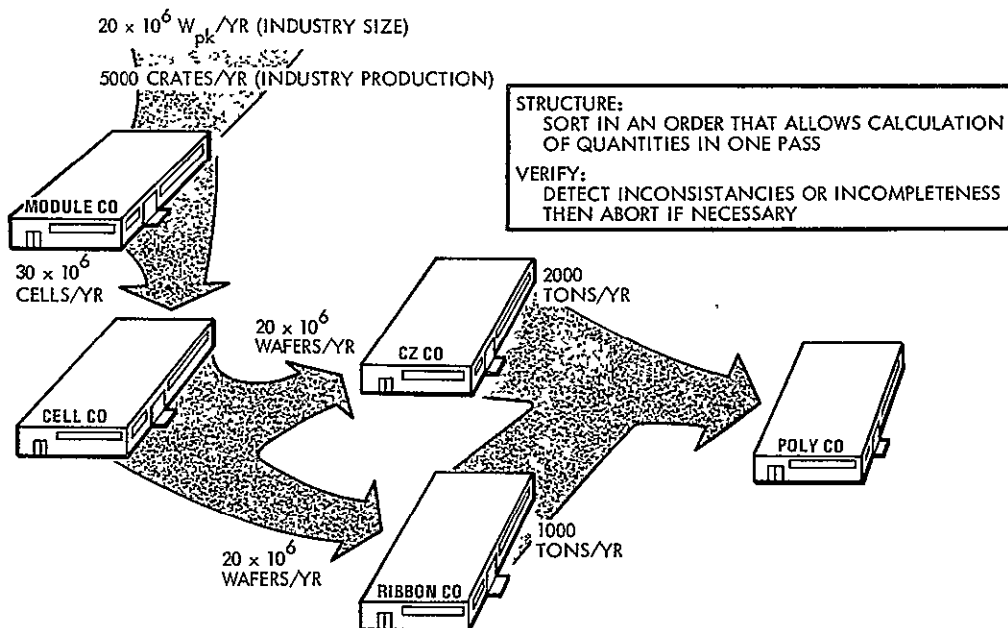 20 x 10^6 W_pk/YR (INDUSTRY SIZE)
5000 CRATES/YR (INDUSTRY PRODUCTION)
STRUCTURE:
SORT IN AN ORDER THAT ALLOWS CALCULATION
OF QUANTITIES IN ONE PASS
VERIFY:
DETECT INCONSISTANCIES OR INCOMPLETENESS
THEN ABORT IF NECESSARY
MODULE CO
30 x 10^6
CELLS/YR
2000
TONS/YR
20 x 10^6
WAFERS/YR
CZ CO
CELL CO
POLY CO
20 x 10^6
WAFERS/YR
1000
TONS/YR
RIBBON CO